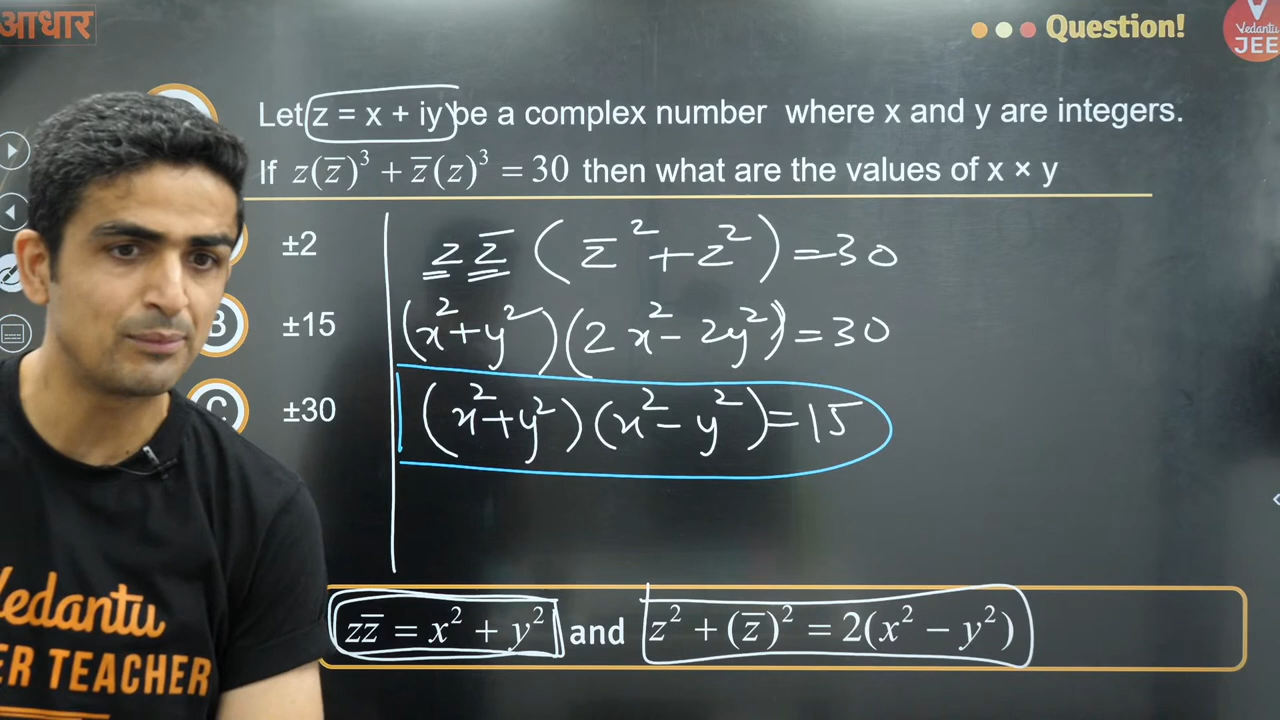 आधार
Question!
Vedantu
JEE
Let z = x + iy be a complex number where x and y are integers.
If z(z̅)³ + z̅(z)³ = 30 then what are the values of x × y
±2
B ±15
C ±30
z z̅ (z̅² + z²) = 30
(x² + y²)(2x² - 2y²) = 30
(x² + y²)(x² - y²) = 15
zz̅ = x² + y² and z² + (z̅)² = 2(x² − y²)
edantu
ER TEACHER